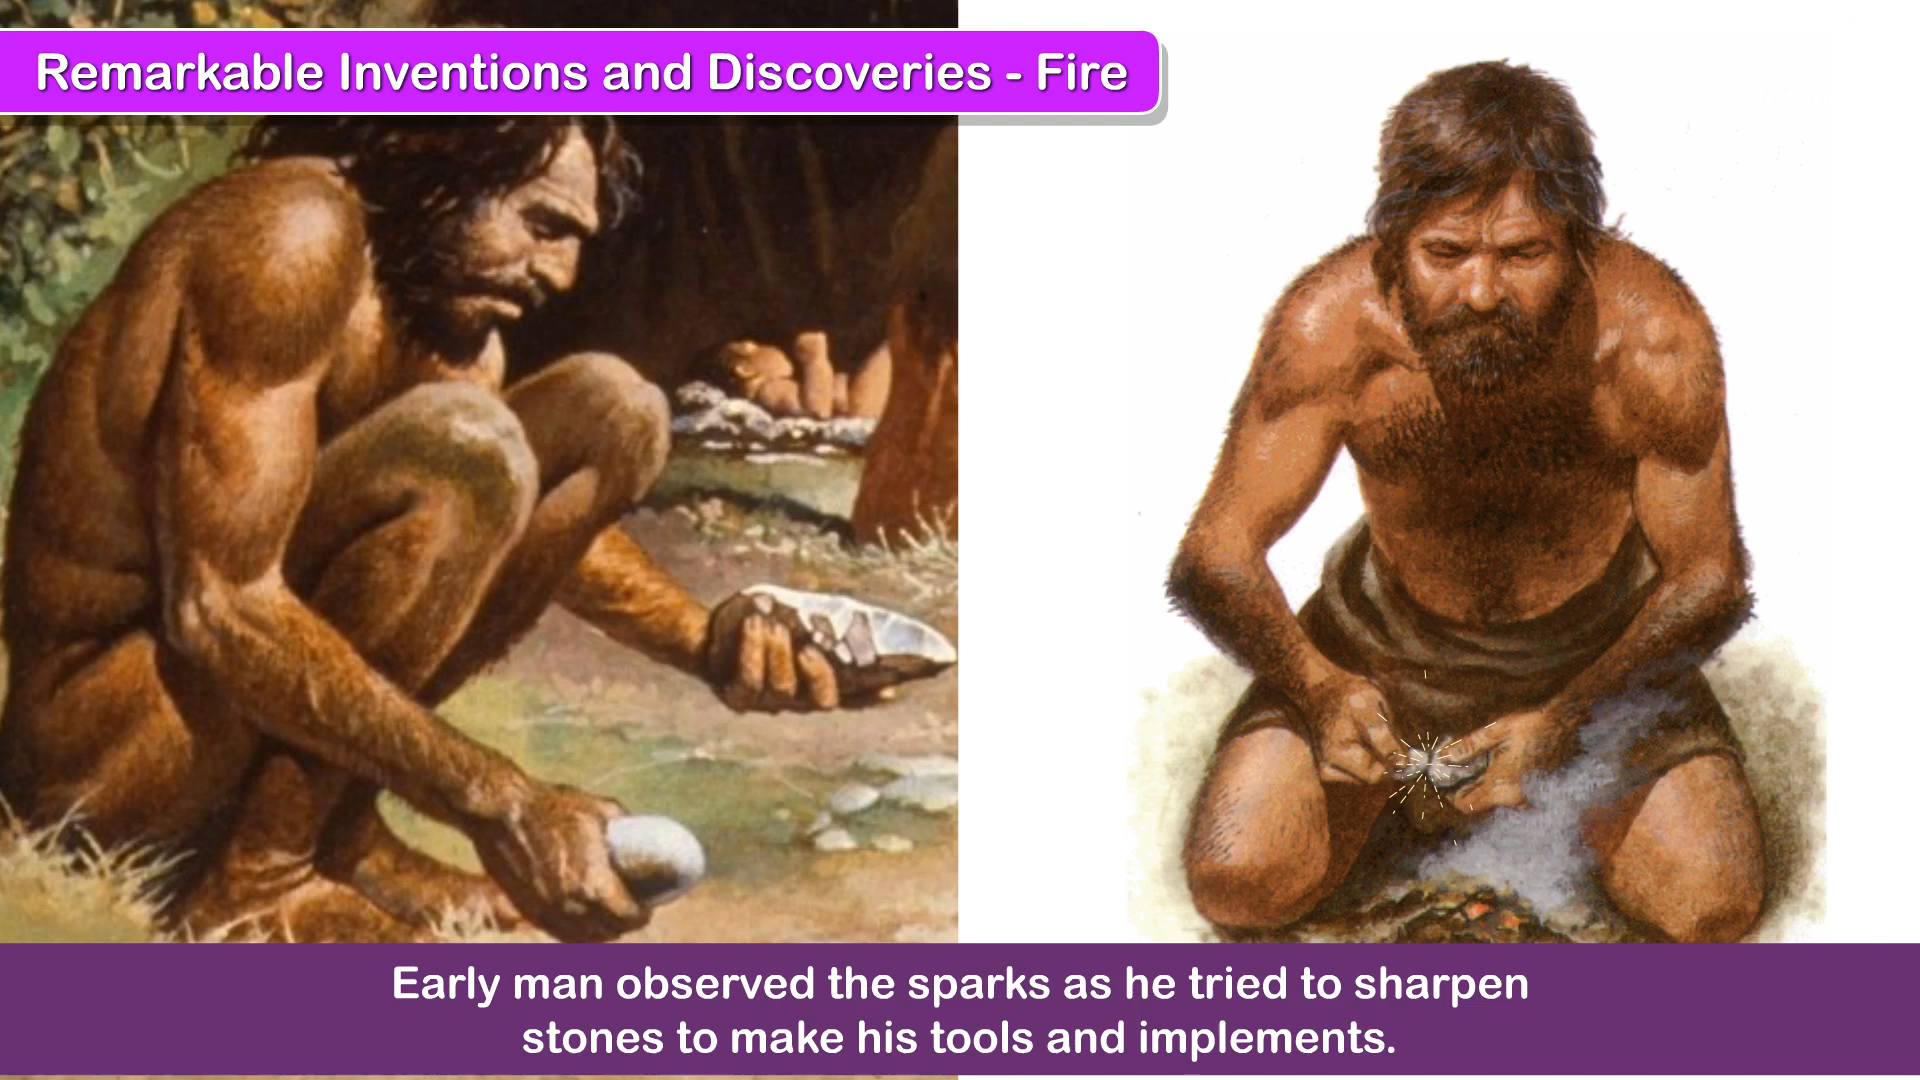 Remarkable Inventions and Discoveries - Fire
Early man observed the sparks as he tried to sharpen
stones to make his tools and implements.